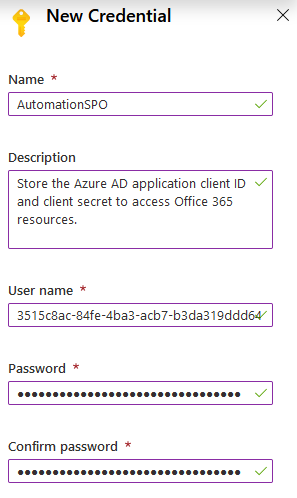 New Credential
Name *
AutomationSPO
Description
Store the Azure AD application client ID
and client secret to access Office 365
resources.
User name *
3515c8ac-84fe-4ba3-acb7-b3da319ddd64
Password *
••••••••••••••••••••••••••••••••••
Confirm password *
••••••••••••••••••••••••••••••••••